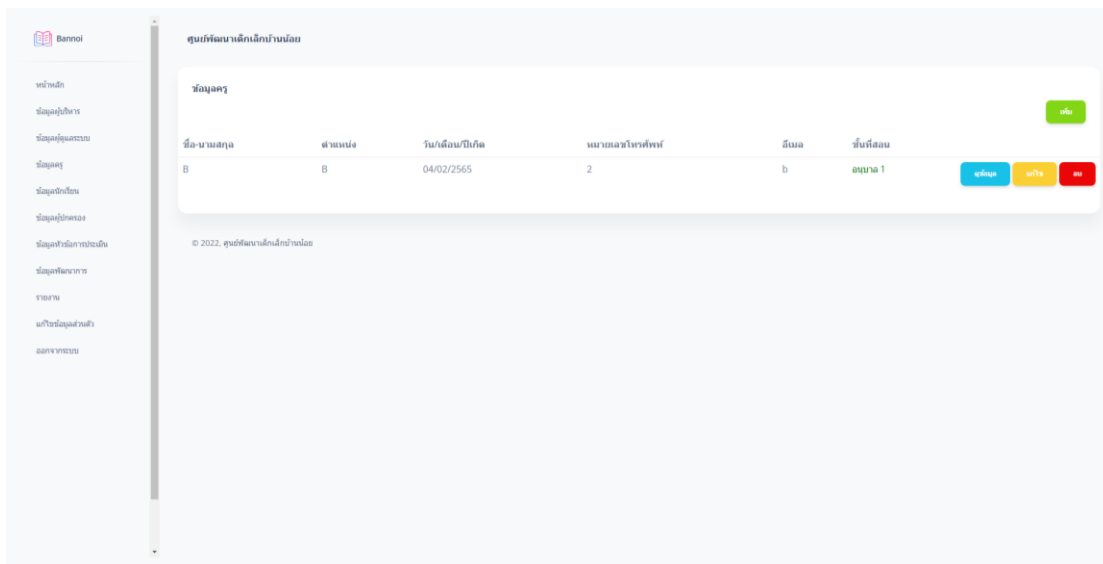 Bannoi
หน้าหลัก
ข้อมูลผู้บริหาร
ข้อมูลผู้ดูแลระบบ
ข้อมูลครู
ข้อมูลนักเรียน
ข้อมูลผู้ปกครอง
ข้อมูลหัวข้อการประเมิน
ข้อมูลพัฒนาการ
รายงาน
แก้ไขข้อมูลส่วนตัว
ออกจากระบบ
ศูนย์พัฒนาเด็กเล็กบ้านน้อย
ข้อมูลครู
เพิ่ม
ชื่อ-นามสกุล ตำแหน่ง วัน/เดือน/ปีเกิด หมายเลขโทรศัพท์ อีเมล ชั้นที่สอน
B B 04/02/2565 2 b อนุบาล 1 ดูข้อมูล แก้ไข ลบ
© 2022, ศูนย์พัฒนาเด็กเล็กบ้านน้อย